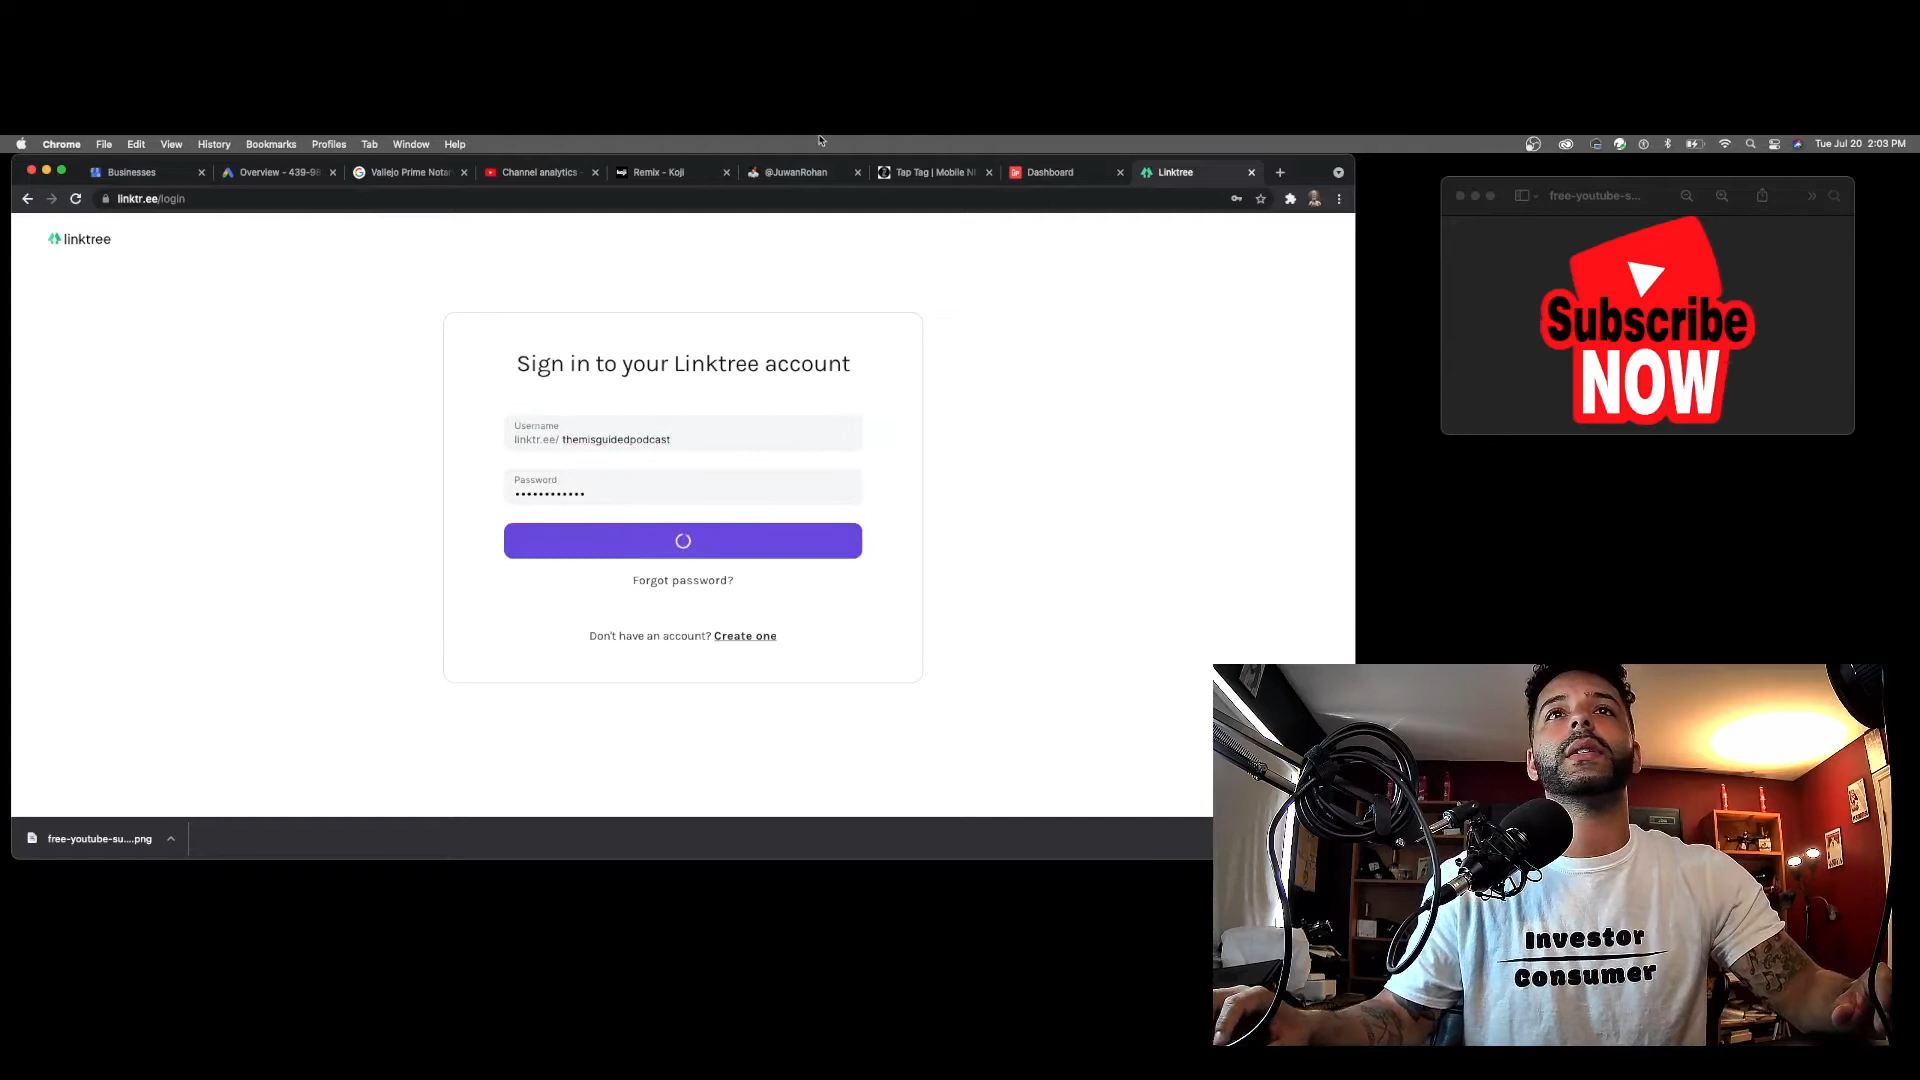 Chrome File Edit View History Bookmarks Profiles Tab Window Help
Tue Jul 20 2:03 PM
Businesses
Overview - 439-98
Vallejo Prime Notar
Channel analytics -
Remix - Koji
@JuwanRohan
Tap Tag | Mobile N
Dashboard
Linktree
linktr.ee/login
linktree
Sign in to your Linktree account
Username
linktr.ee/ themisguidedpodcast
Password
Forgot password?
Don't have an account? Create one
free-youtube-su....png
free-youtube-s...
Subscribe
NOW
Investor
Consumer